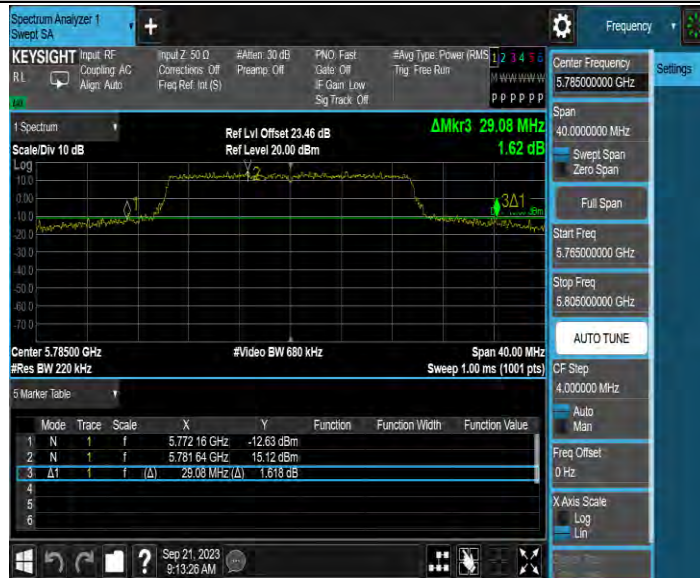 Spectrum Analyzer 1
Swept SA
+
Frequency
KEYSIGHT
RL
Input: RF
Coupling: AC
Align: Auto
Input Z: 50 Ω
Corrections: Off
Freq Ref: Int (S)
#Atten: 30 dB
Preamp: Off
PNO: Fast
Gate: Off
IF Gain: Low
Sig Track: Off
#Avg Type: Power (RMS
Trig: Free Run
1 2 3 4 5 6
M W W W W W
P P P P P P
Center Frequency
5.785000000 GHz
Settings
Span
40.0000000 MHz
Swept Span
Zero Span
Full Span
Start Freq
5.765000000 GHz
Stop Freq
5.805000000 GHz
AUTO TUNE
CF Step
4.000000 MHz
Auto
Man
Freq Offset
0 Hz
X Axis Scale
Log
Lin
1 Spectrum
Scale/Div 10 dB
Ref Lvl Offset 23.46 dB
Ref Level 20.00 dBm
ΔMkr3 29.08 MHz
1.62 dB
Log
10.0
0.00
-10.0
-20.0
-30.0
-40.0
-50.0
-60.0
-70.0
1
2
3Δ1
Center 5.78500 GHz
#Video BW 680 kHz
Span 40.00 MHz
#Res BW 220 kHz
Sweep 1.00 ms (1001 pts)
5 Marker Table
Mode Trace Scale X Y Function Function Width Function Value
1 N 1 f 5.772 16 GHz -12.63 dBm
2 N 1 f 5.781 64 GHz 15.12 dBm
3 Δ1 1 f (Δ) 29.08 MHz (Δ) 1.618 dB
4
5
6
?
Sep 21, 2023
9:13:26 AM